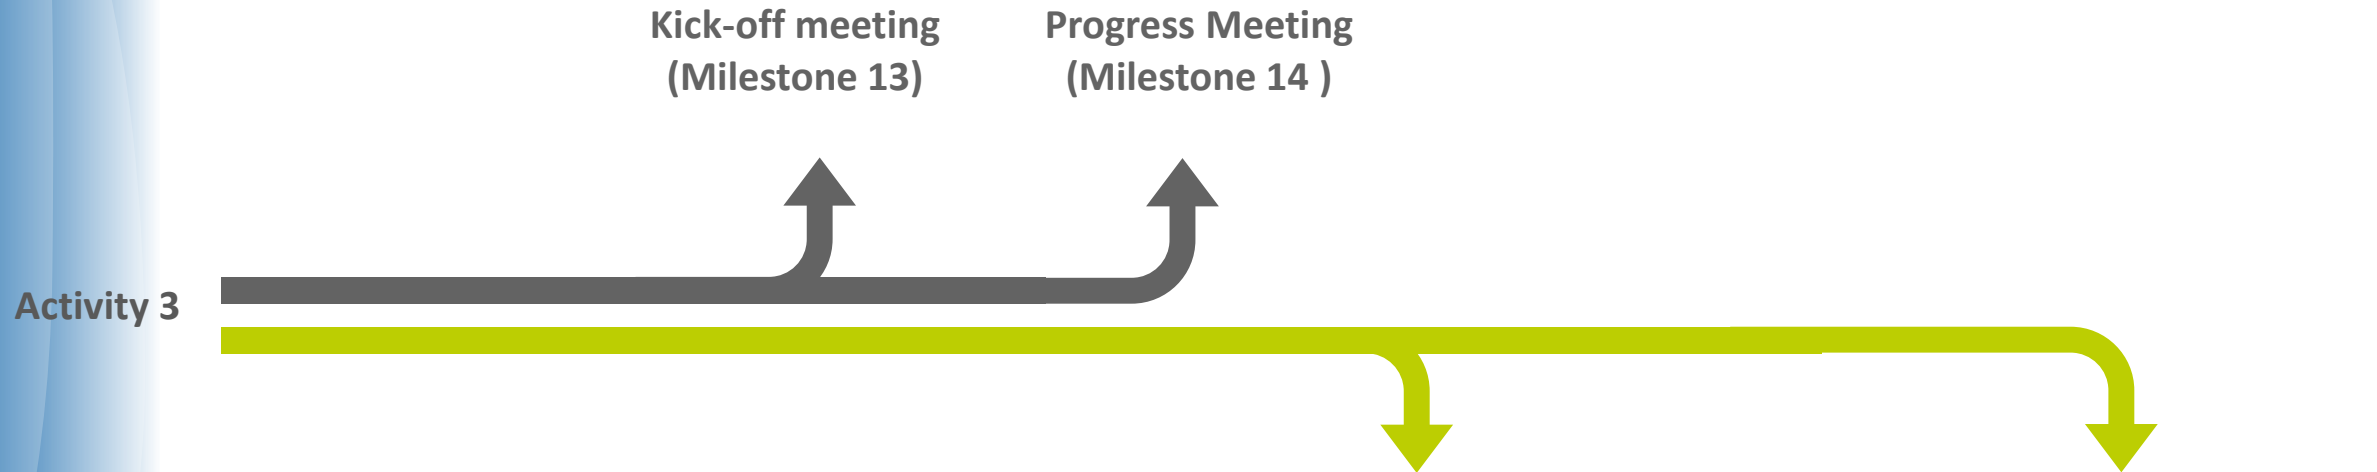 Kick-off meeting
(Milestone 13)
Progress Meeting
(Milestone 14 )
Activity 3